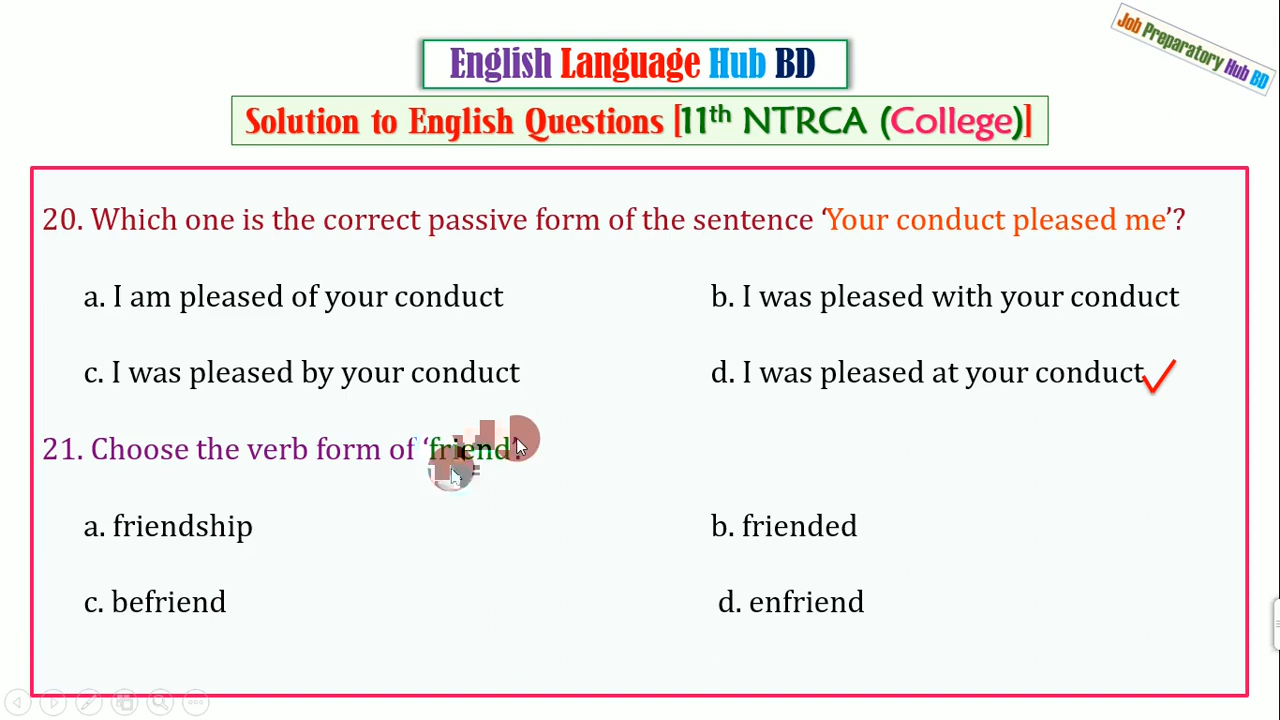 Job Preparatory Hub BD
English Language Hub BD
Solution to English Questions [11th NTRCA (College)]
20. Which one is the correct passive form of the sentence ‘Your conduct pleased me’?
a. I am pleased of your conduct
b. I was pleased with your conduct
c. I was pleased by your conduct
d. I was pleased at your conduct
21. Choose the verb form of ‘friend’
a. friendship
b. friended
c. befriend
d. enfriend